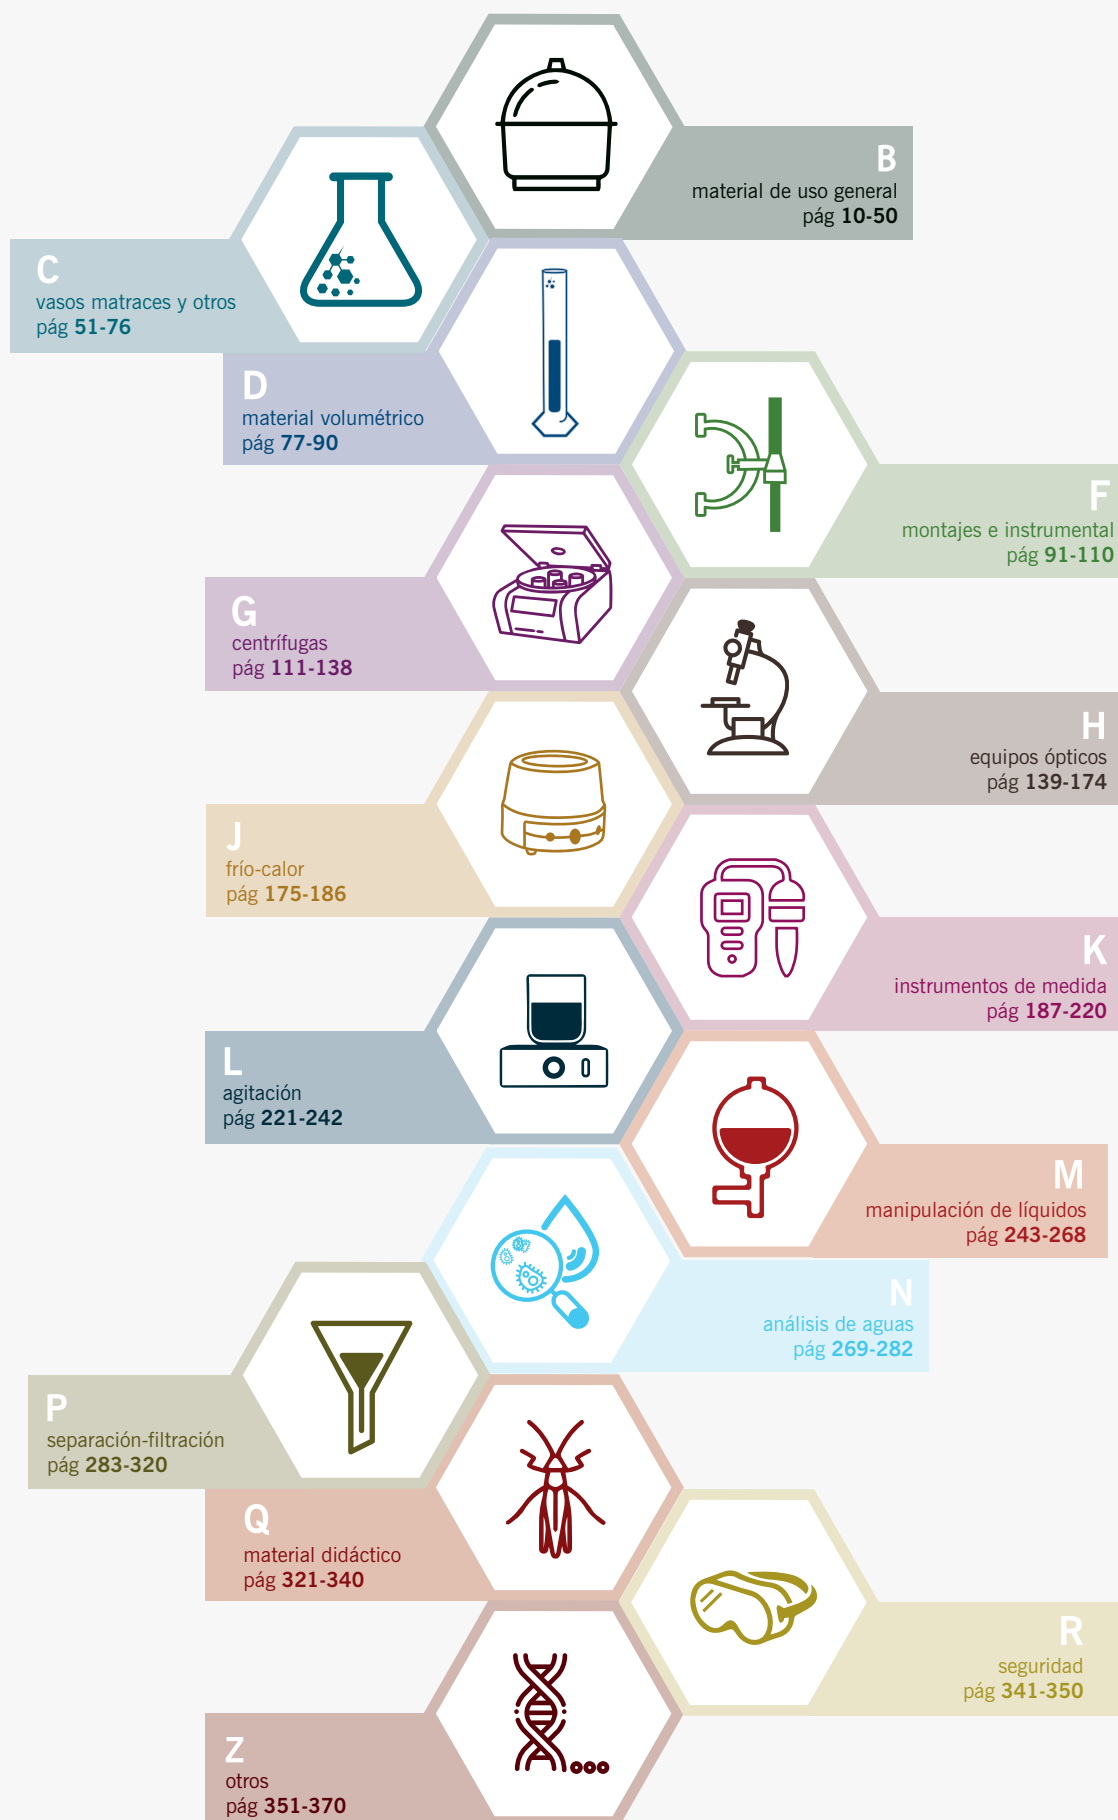 B
material de uso general
pág 10-50
C
vasos matraces y otros
pág 51-76
D
material volumétrico
pág 77-90
F
montajes e instrumental
pág 91-110
G
centrífugas
pág 111-138
H
equipos ópticos
pág 139-174
J
frío-calor
pág 175-186
K
instrumentos de medida
pág 187-220
L
agitación
pág 221-242
M
manipulación de líquidos
pág 243-268
N
análisis de aguas
pág 269-282
P
separación-filtración
pág 283-320
Q
material didáctico
pág 321-340
R
seguridad
pág 341-350
Z
otros
pág 351-370